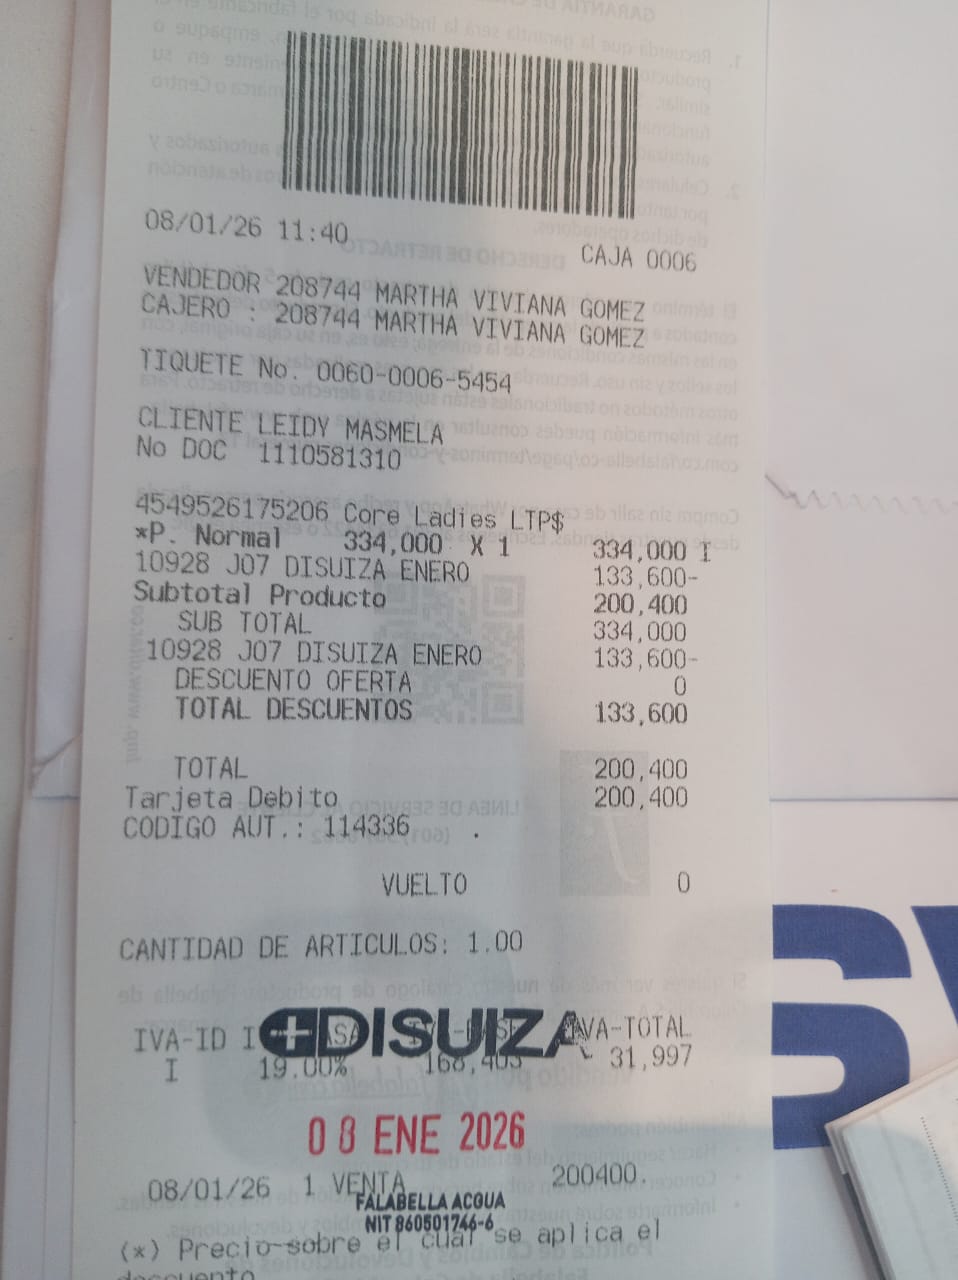 08/01/26 11:40
CAJA 0006
VENDEDOR 208744 MARTHA VIVIANA GOMEZ
CAJERO : 208744 MARTHA VIVIANA GOMEZ
TIQUETE No. 0060-0006-5454
CLIENTE LEIDY MASMELA
No DOC 1110581310
4549526175206 Core Ladies LTP$
*P. Normal 334,000 X 1 334,000 I
10928 J07 DISUIZA ENERO 133,600-
Subtotal Producto 200,400
SUB TOTAL 334,000
10928 J07 DISUIZA ENERO 133,600-
DESCUENTO OFERTA 0
TOTAL DESCUENTOS 133,600
TOTAL 200,400
Tarjeta Debito 200,400
CODIGO AUT.: 114336 .
VUELTO 0
CANTIDAD DE ARTICULOS: 1.00
IVA-ID IVA-TOTAL
DISUIZA
I 19.00% 168,403 31,997
08 ENE 2026
08/01/26 1 VENTA 200400.
FALABELLA ACQUA
NIT 860501746-6
(*) Precio-sobre el cual se aplica el
descuento